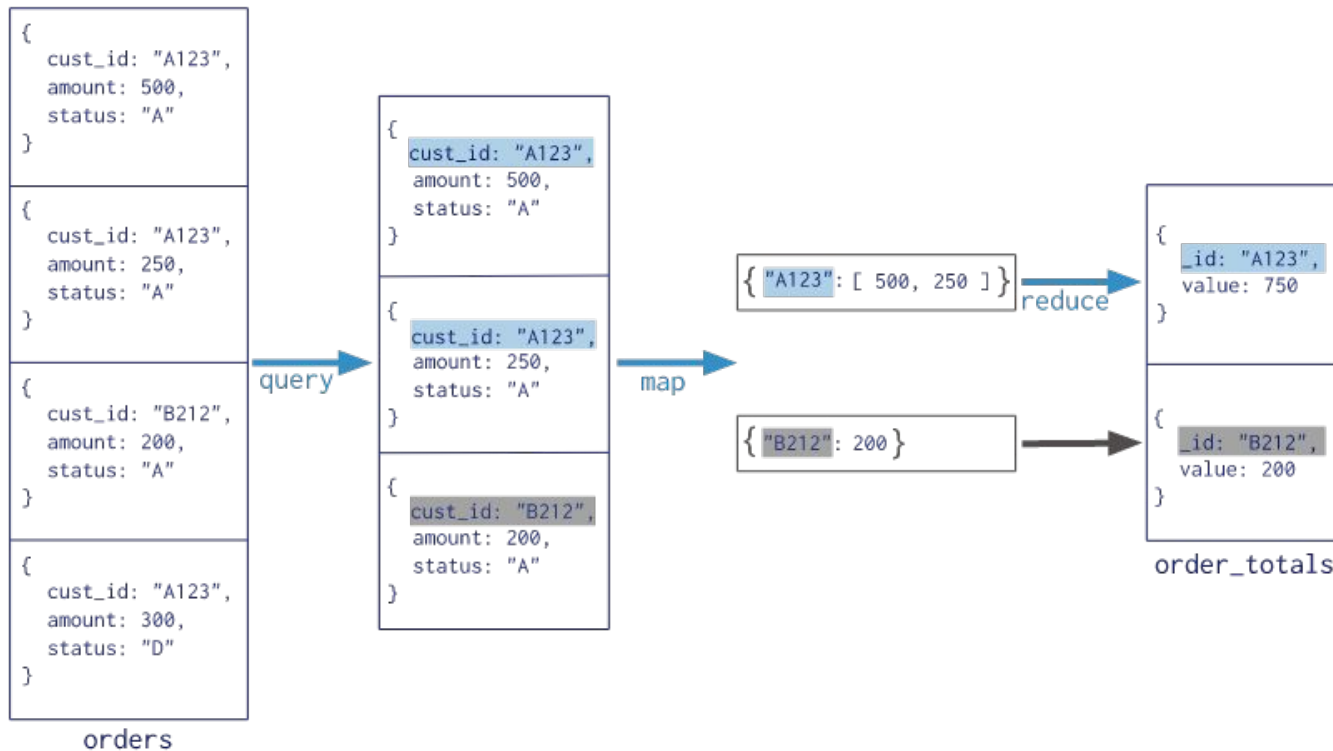 {
cust_id: "A123",
amount: 500,
status: "A"
}
{
cust_id: "A123",
amount: 250,
status: "A"
}
{
cust_id: "B212",
amount: 200,
status: "A"
}
{
cust_id: "A123",
amount: 300,
status: "D"
}
orders
query
{
cust_id: "A123",
amount: 500,
status: "A"
}
{
cust_id: "A123",
amount: 250,
status: "A"
}
{
cust_id: "B212",
amount: 200,
status: "A"
}
map
{ "A123": [ 500, 250 ] }
{ "B212": 200 }
reduce
{
_id: "A123",
value: 750
}
{
_id: "B212",
value: 200
}
order_totals